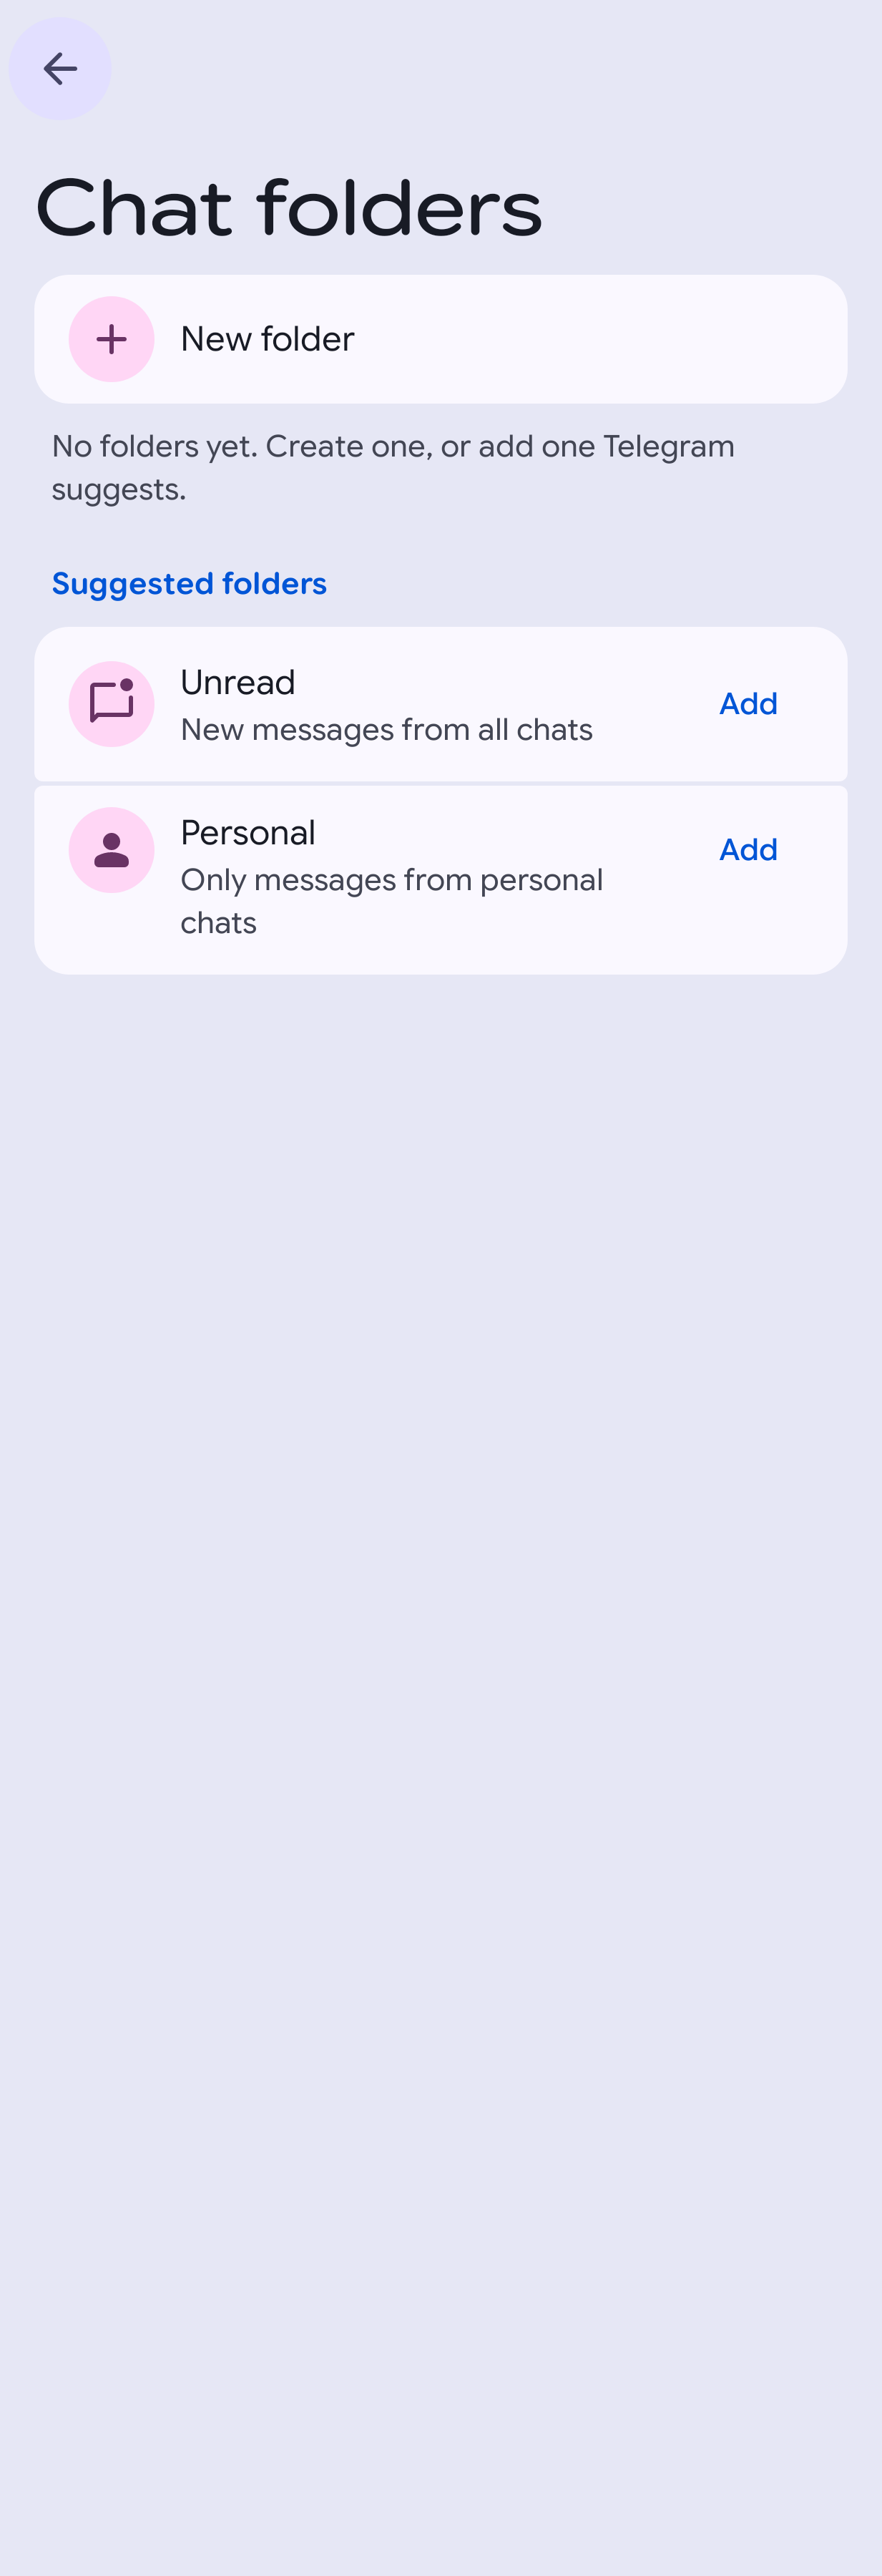 Chat folders
New folder
No folders yet. Create one, or add one Telegram
suggests.
Suggested folders
Unread
New messages from all chats
Add
Personal
Only messages from personal
chats
Add